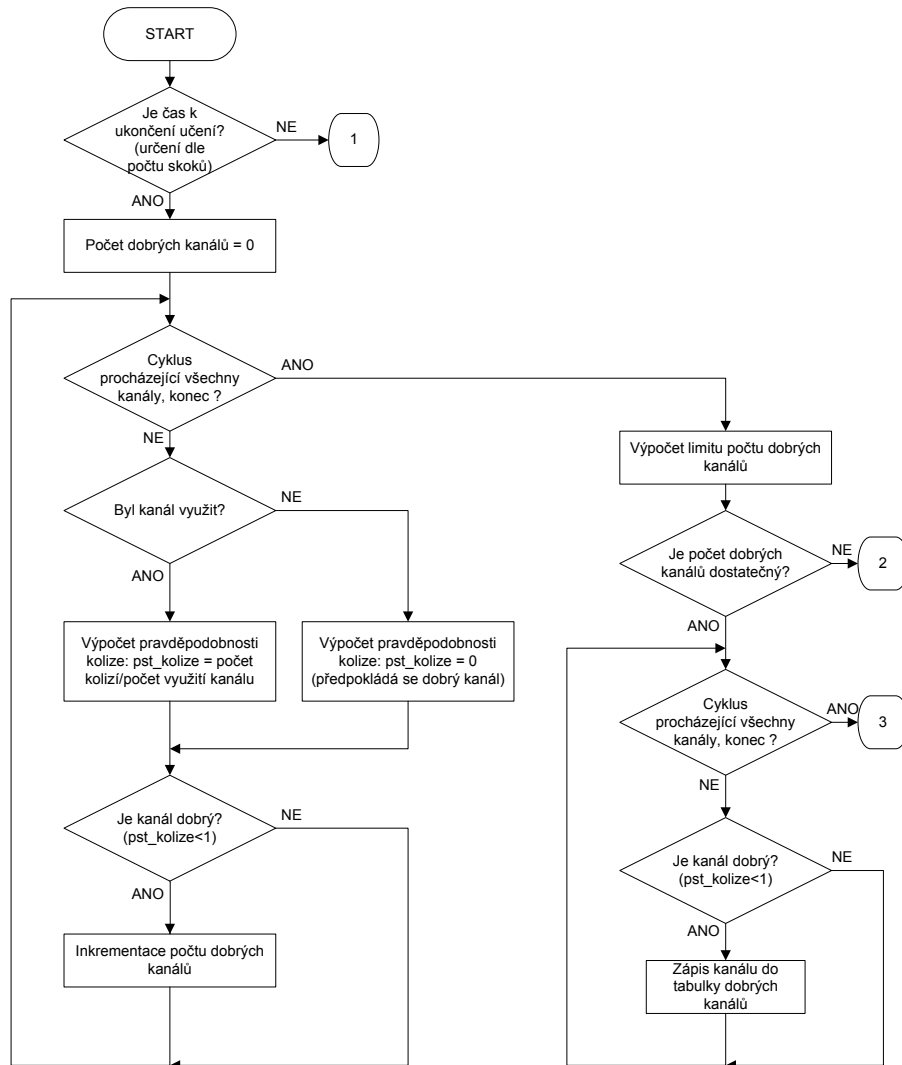 START
Je čas k
ukončení učení?
(určení dle
počtu skoků)
NE
1
ANO
Počet dobrých kanálů = 0
Cyklus
procházející všechny
kanály, konec ?
ANO
NE
Byl kanál využit?
NE
ANO
Výpočet pravděpodobnosti
kolize: pst_kolize = počet
kolizí/počet využití kanálu
Výpočet pravděpodobnosti
kolize: pst_kolize = 0
(předpokládá se dobrý kanál)
Je kanál dobrý?
(pst_kolize<1)
NE
ANO
Inkrementace počtu dobrých
kanálů
Výpočet limitu počtu dobrých
kanálů
Je počet dobrých
kanálů dostatečný?
NE
2
ANO
Cyklus
procházející všechny
kanály, konec ?
ANO
3
NE
Je kanál dobrý?
(pst_kolize<1)
NE
ANO
Zápis kanálu do
tabulky dobrých
kanálů